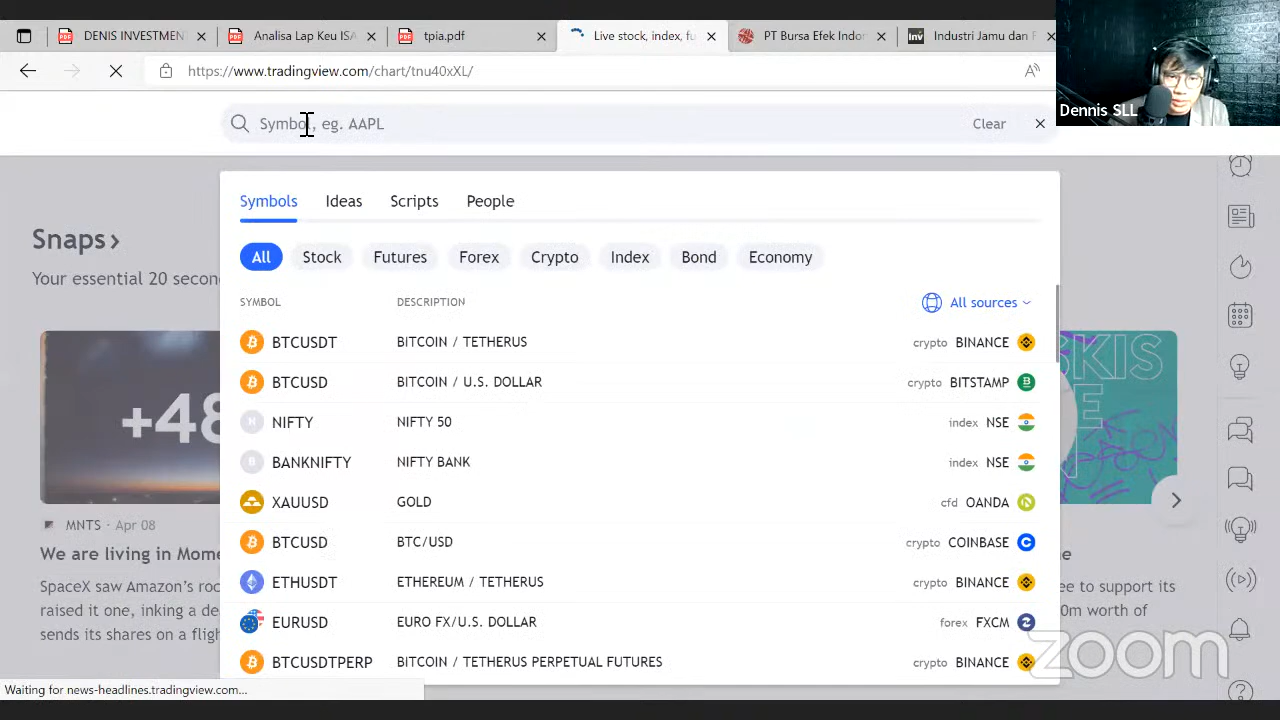 DENIS INVESTMEN
Analisa Lap Keu ISA
tpia.pdf
Live stock, index, fu
PT Bursa Efek Indon
Inv
Industri Jamu dan F
https://www.tradingview.com/chart/tnu40xXL/
Dennis SLL
Symbol, eg. AAPL
Clear
Symbols Ideas Scripts People
All Stock Futures Forex Crypto Index Bond Economy
SYMBOL DESCRIPTION All sources
BTCUSDT BITCOIN / TETHERUS crypto BINANCE
BTCUSD BITCOIN / U.S. DOLLAR crypto BITSTAMP
NIFTY NIFTY 50 index NSE
BANKNIFTY NIFTY BANK index NSE
XAUUSD GOLD cfd OANDA
BTCUSD BTC/USD crypto COINBASE
ETHUSDT ETHEREUM / TETHERUS crypto BINANCE
EURUSD EURO FX/U.S. DOLLAR forex FXCM
BTCUSDTPERP BITCOIN / TETHERUS PERPETUAL FUTURES crypto BINANCE
Snaps
Your essential 20 secon
+48
MNTS · Apr 08
We are living in Mome
SpaceX saw Amazon's roc
raised it one, inking a de
sends its shares on a fligh
e
ee to support its
0m worth of
zoom
Waiting for news-headlines.tradingview.com...